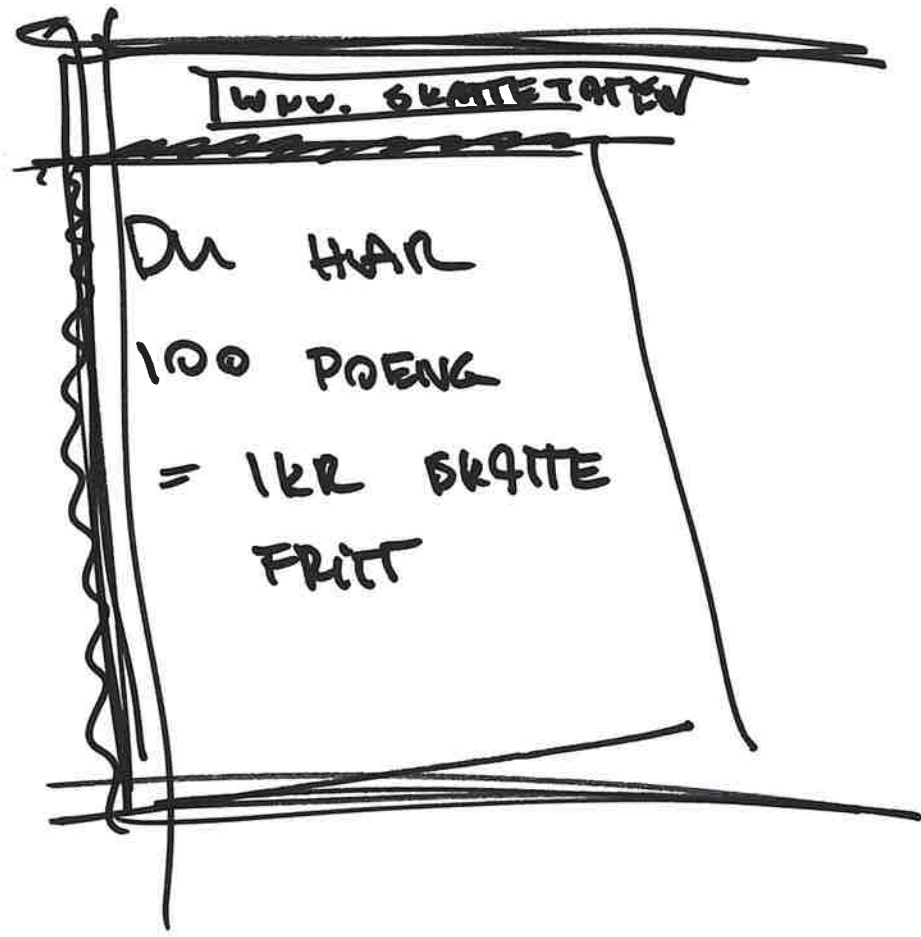 www. SKATTETATEN
DU HAR
100 POENG
= 1KR SKATTE
FRITT